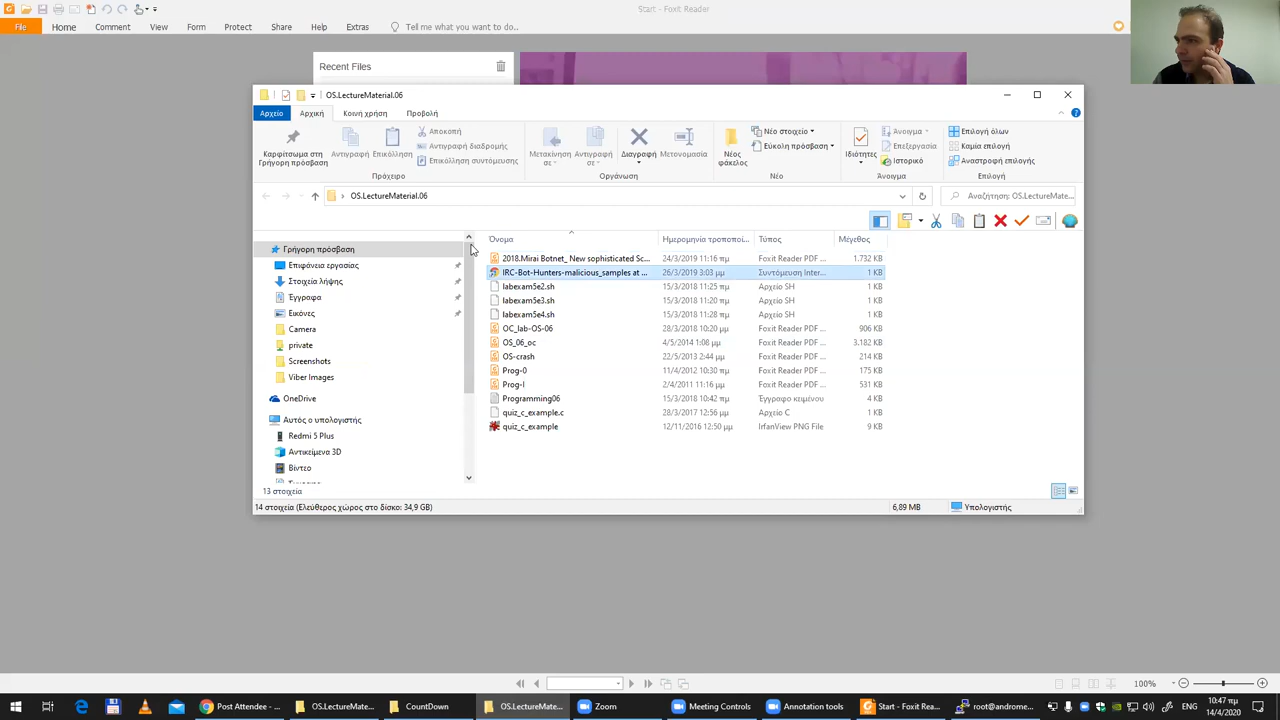 Start - Foxit Reader
File Home Comment View Form Protect Share Help Extras Tell me what you want to do..
Recent Files
OS.LectureMaterial.06
Αρχείο Αρχική Κοινή χρήση Προβολή
Καρφίτσωμα στη Γρήγορη πρόσβαση
Αντιγραφή
Επικόλληση
Αποκοπή
Αντιγραφή διαδρομής
Επικόλληση συντόμευσης
Μετακίνηση σε
Αντιγραφή σε
Διαγραφή
Μετονομασία
Νέος φάκελος
Νέο στοιχείο
Εύκολη πρόσβαση
Ιδιότητες
Άνοιγμα
Επεξεργασία
Ιστορικό
Επιλογή όλων
Καμία επιλογή
Αναστροφή επιλογής
Πρόχειρο Οργάνωση Νέο Άνοιγμα Επιλογή
OS.LectureMaterial.06
Αναζήτηση: OS.LectureMate...
Όνομα Ημερομηνία τροποποί... Τύπος Μέγεθος
Γρήγορη πρόσβαση
Επιφάνεια εργασίας
Στοιχεία λήψης
Έγγραφα
Εικόνες
Camera
private
Screenshots
Viber Images
OneDrive
Αυτός ο υπολογιστής
Redmi 5 Plus
Αντικείμενα 3D
Βίντεο
2018.Mirai Botnet_ New sophisticated Sc... 24/3/2019 11:16 πμ Foxit Reader PDF ... 1.732 KB
IRC-Bot-Hunters-malicious_samples at ... 26/3/2019 3:03 μμ Συντόμευση Inter... 1 KB
labexam5e2.sh 15/3/2018 11:25 πμ Αρχείο SH 1 KB
labexam5e3.sh 15/3/2018 11:20 πμ Αρχείο SH 1 KB
labexam5e4.sh 15/3/2018 11:28 πμ Αρχείο SH 1 KB
OC_lab-OS-06 28/3/2018 10:20 μμ Foxit Reader PDF ... 906 KB
OS_06_oc 4/5/2014 1:08 μμ Foxit Reader PDF ... 3.182 KB
OS-crash 22/5/2013 2:44 μμ Foxit Reader PDF ... 214 KB
Prog-0 11/4/2012 10:30 πμ Foxit Reader PDF ... 175 KB
Prog-I 2/4/2011 11:16 μμ Foxit Reader PDF ... 531 KB
Programming06 15/3/2018 10:42 πμ Έγγραφο κειμένου 4 KB
quiz_c_example.c 28/3/2017 12:56 μμ Αρχείο C 1 KB
quiz_c_example 12/11/2016 12:50 μμ IrfanView PNG File 9 KB
13 στοιχεία
14 στοιχεία (Ελεύθερος χώρος στο δίσκο: 34,9 GB) 6,89 MB Υπολογιστής
100%
Post Attendee - ... OS.LectureMate... CountDown OS.LectureMate... Zoom Meeting Controls Annotation tools Start - Foxit Rea... root@androme...
10:47 πμ
14/4/2020